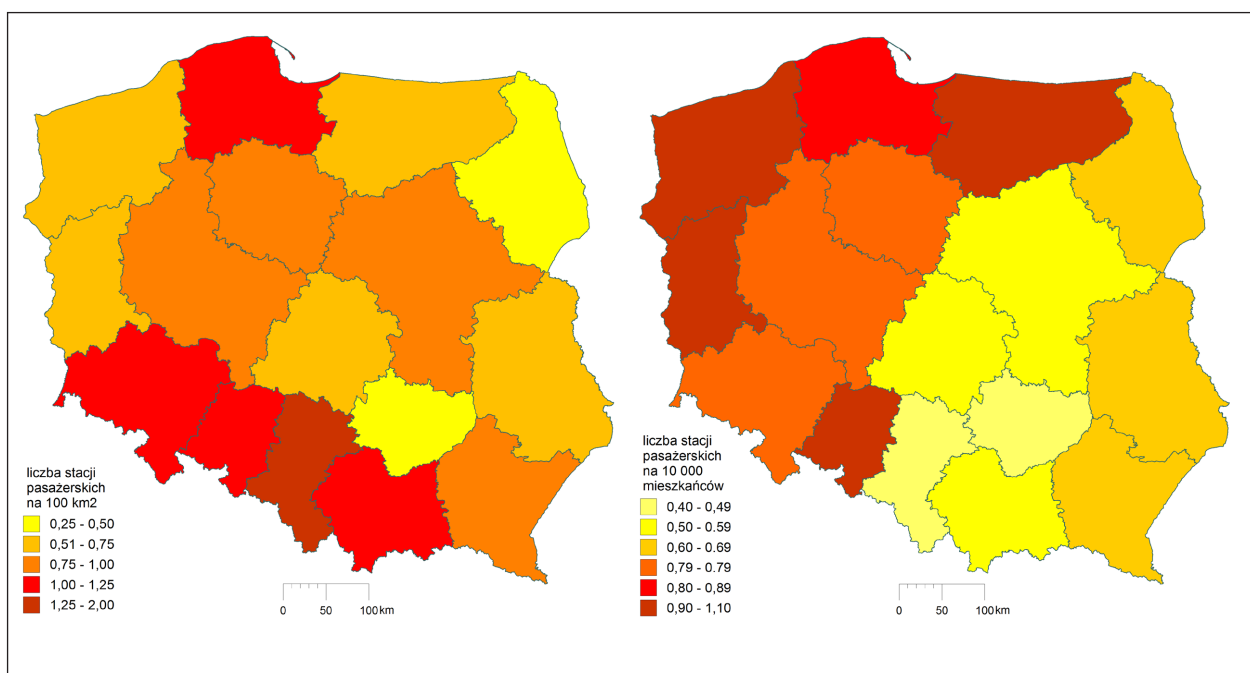 liczba stacji
pasażerskich
na 100 km2
0,25 - 0,50
0,51 - 0,75
0,75 - 1,00
1,00 - 1,25
1,25 - 2,00
0 50 100 km
liczba stacji
pasażerskich
na 10 000
mieszkańców
0,40 - 0,49
0,50 - 0.59
0,60 - 0.69
0,79 - 0.79
0,80 - 0,89
0,90 - 1,10
0 50 100 km